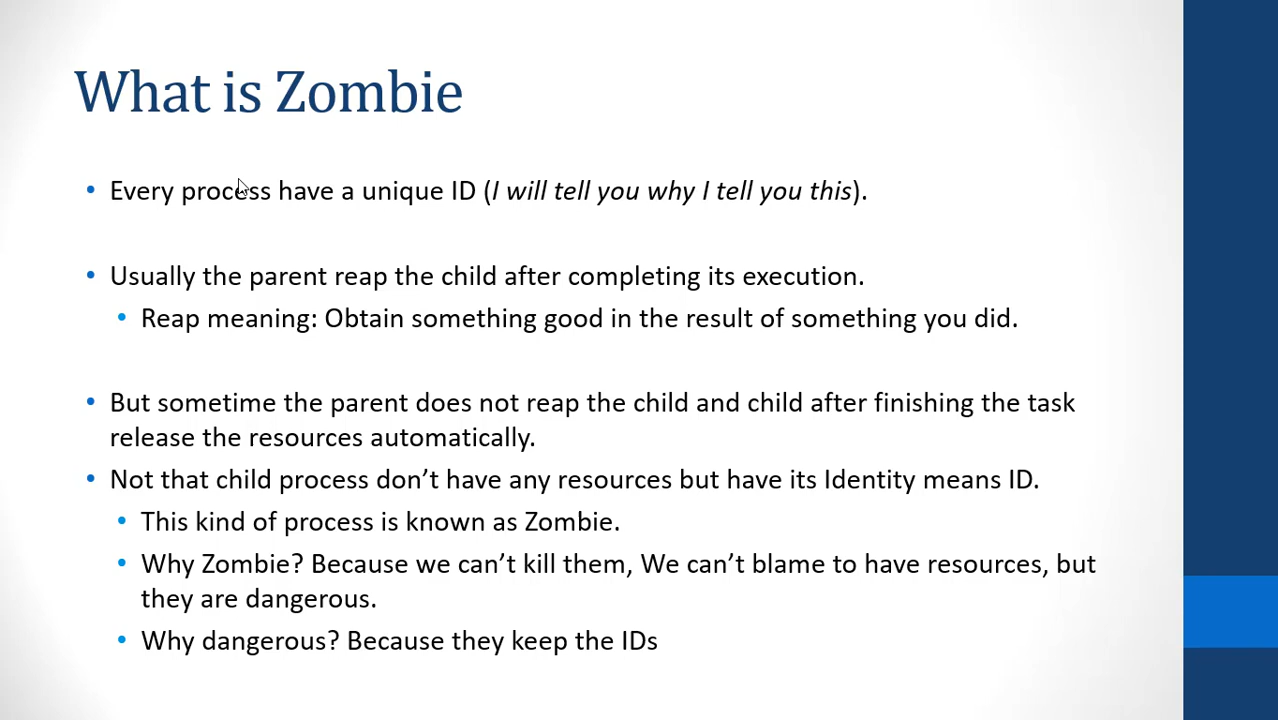 What is Zombie
• Every process have a unique ID (I will tell you why I tell you this).
• Usually the parent reap the child after completing its execution.
• Reap meaning: Obtain something good in the result of something you did.
• But sometime the parent does not reap the child and child after finishing the task
release the resources automatically.
• Not that child process don’t have any resources but have its Identity means ID.
• This kind of process is known as Zombie.
• Why Zombie? Because we can’t kill them, We can’t blame to have resources, but
they are dangerous.
• Why dangerous? Because they keep the IDs